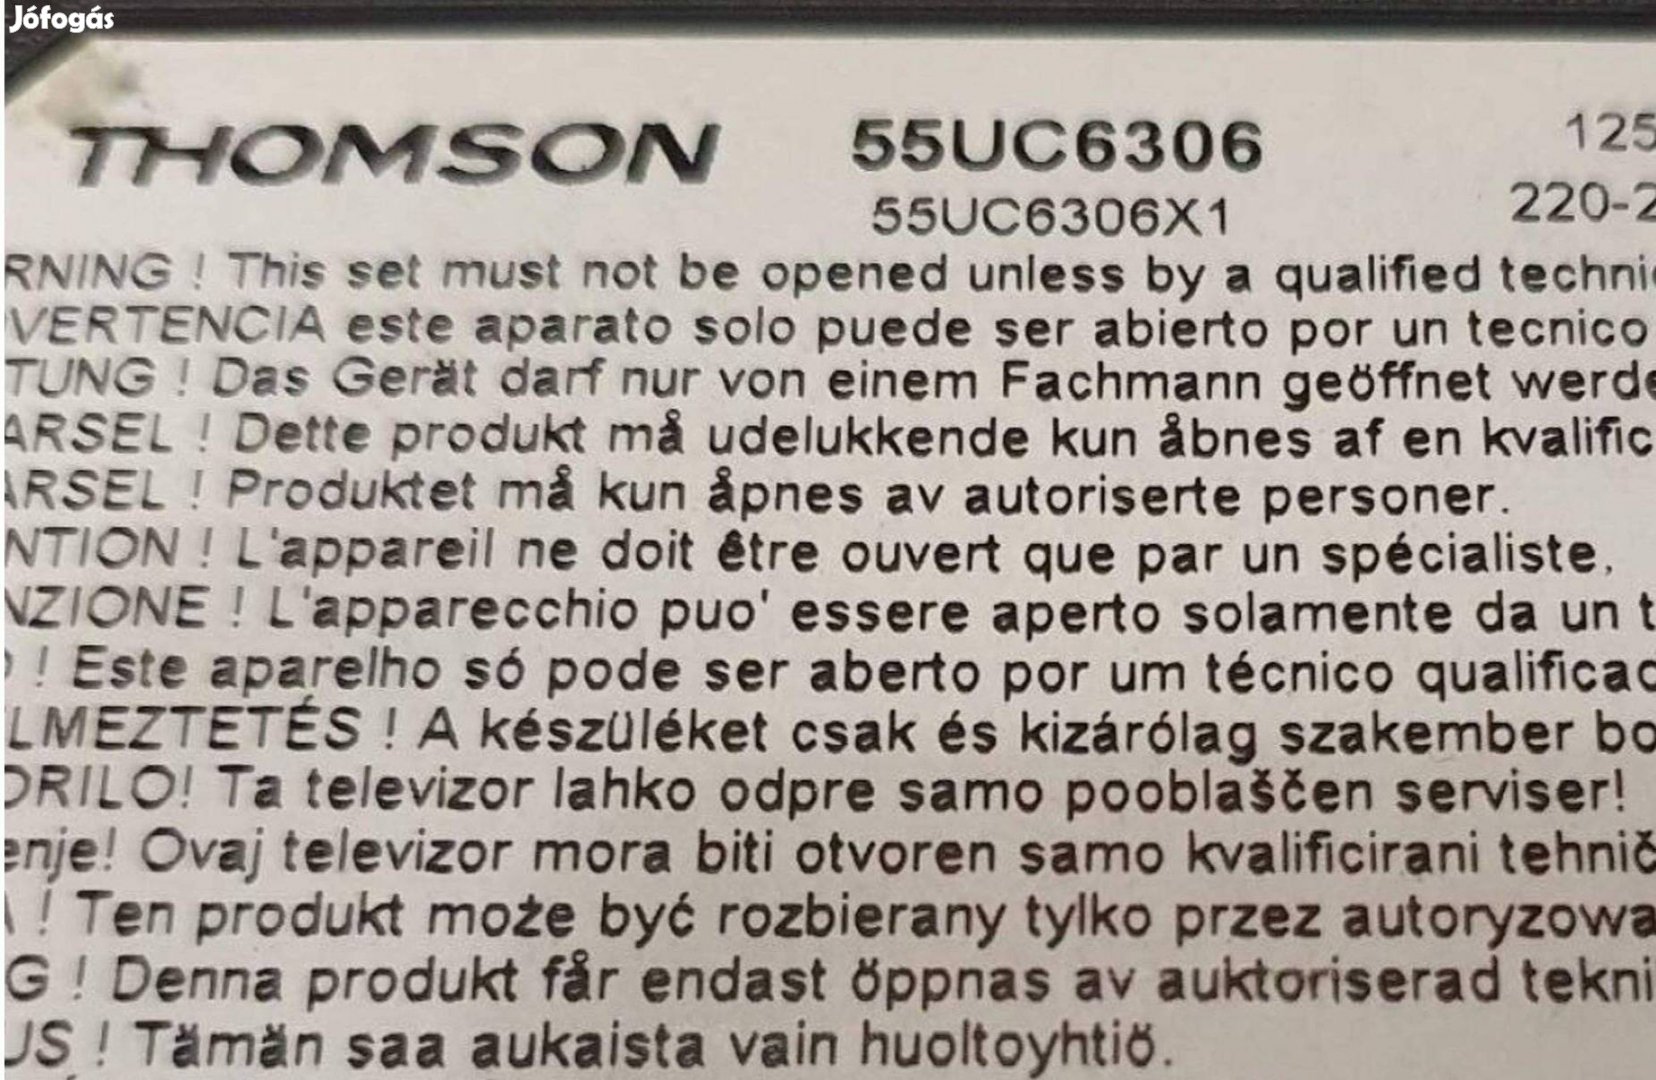 Jófogás
THOMSON 55UC6306 125
55UC6306X1 220-2
RNING ! This set must not be opened unless by a qualified techni
VERTENCIA este aparato solo puede ser abierto por un tecnico
TUNG ! Das Gerät darf nur von einem Fachmann geöffnet werde
ARSEL ! Dette produkt må udelukkende kun åbnes af en kvalific
ARSEL ! Produktet må kun åpnes av autoriserte personer.
NTION ! L'appareil ne doit être ouvert que par un spécialiste.
NZIONE ! L'apparecchio puo' essere aperto solamente da un t
! Este aparelho só pode ser aberto por um técnico qualificad
LMEZTETÉS ! A készüléket csak és kizárólag szakember bo
ORILO! Ta televizor lahko odpre samo pooblaščen serviser!
enje! Ovaj televizor mora biti otvoren samo kvalificirani tehnič
A ! Ten produkt może być rozbierany tylko przez autoryzowa
G ! Denna produkt får endast öppnas av auktoriserad tekni
US ! Tämän saa aukaista vain huoltoyhtiö.